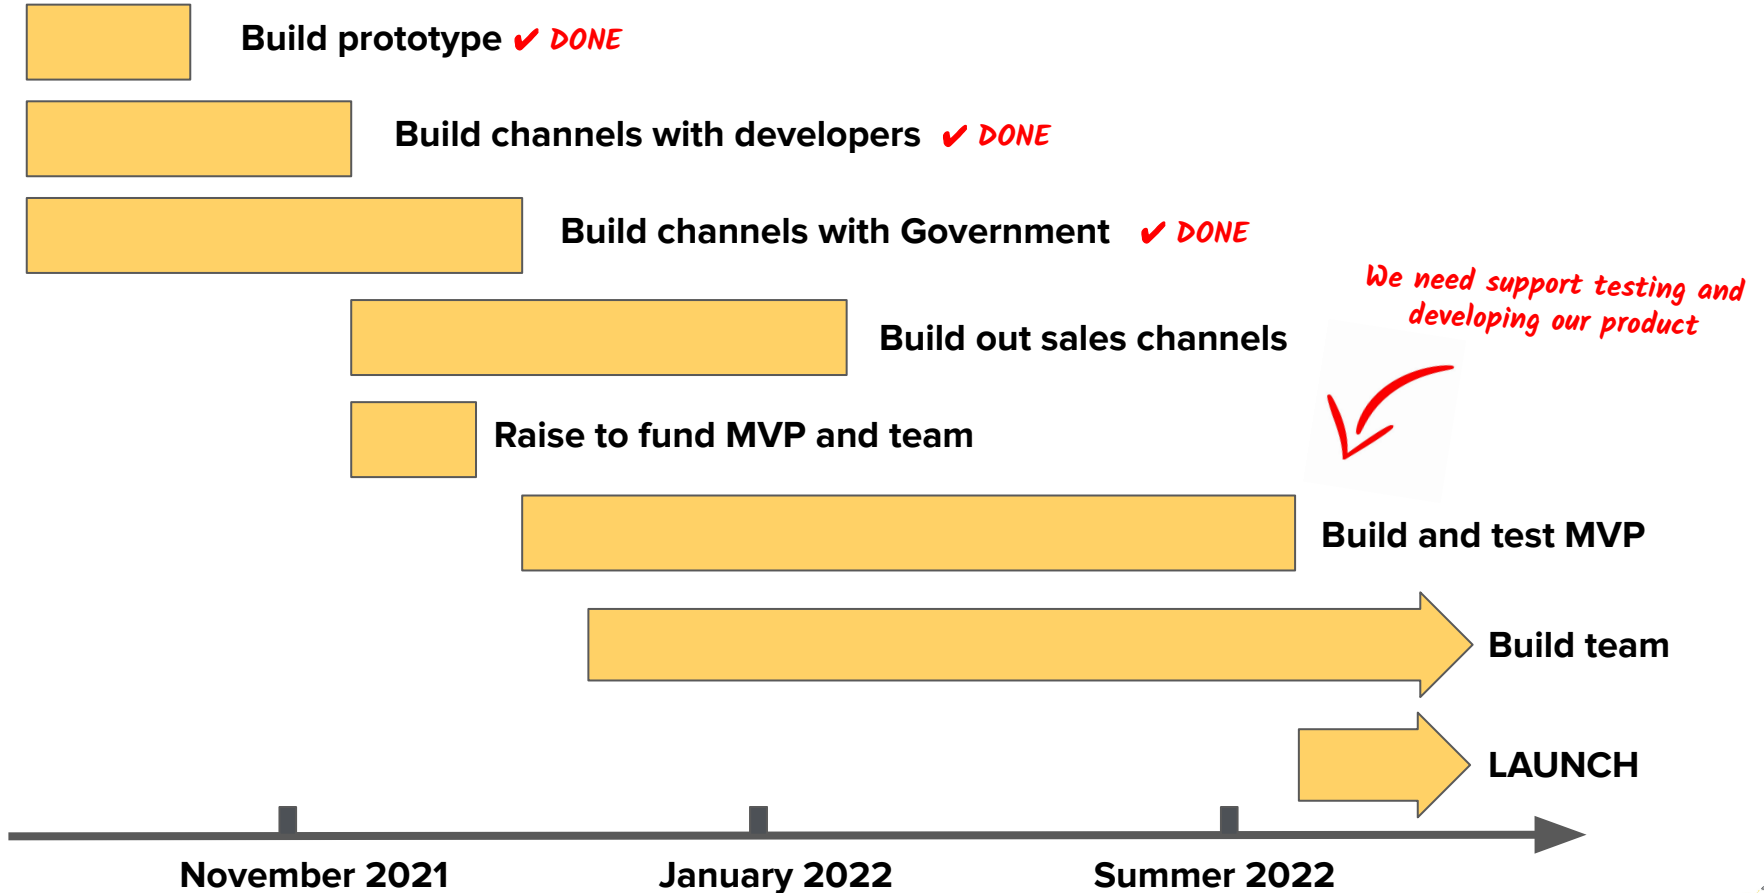 Build prototype ✔ DONE
Build channels with developers ✔ DONE
Build channels with Government ✔ DONE
We need support testing and
developing our product
Build out sales channels
Raise to fund MVP and team
Build and test MVP
Build team
LAUNCH
November 2021
January 2022
Summer 2022